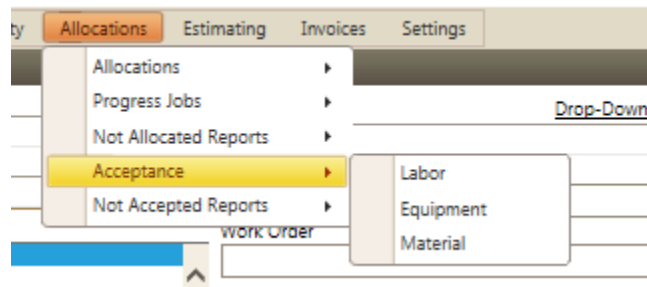 ty Allocations Estimating Invoices Settings
Allocations
Progress Jobs
Drop-Down
Not Allocated Reports
Acceptance
Labor
Not Accepted Reports
Equipment
Work Order
Material